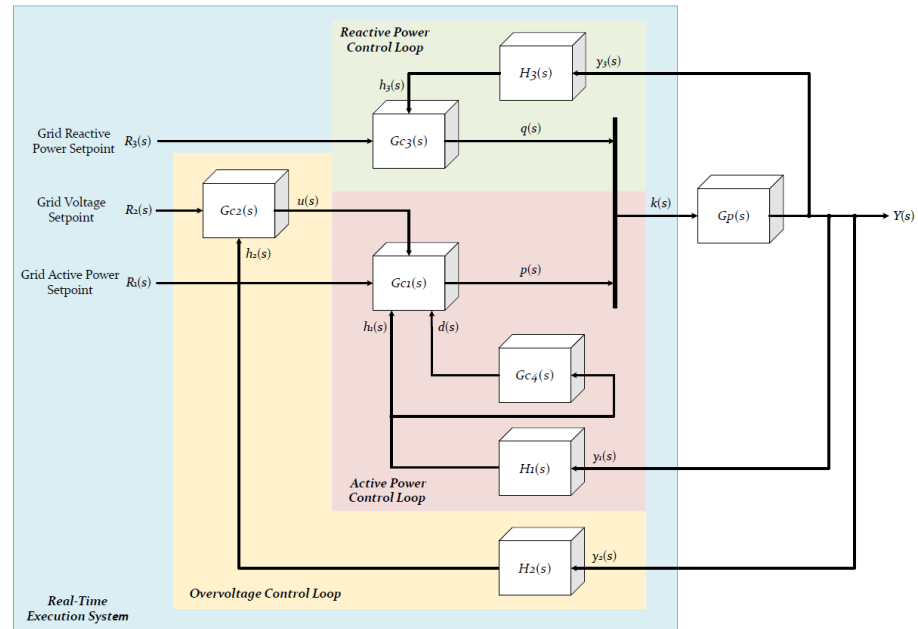 Reactive Power
Control Loop
H3(s)
y3(s)
h3(s)
Grid Reactive
Power Setpoint
R3(s)
Gc3(s)
q(s)
Grid Voltage
Setpoint
R2(s)
Gc2(s)
u(s)
k(s)
Gp(s)
Y(s)
h2(s)
Grid Active Power
Setpoint
R1(s)
Gc1(s)
p(s)
h1(s)
d(s)
Gc4(s)
H1(s)
y1(s)
Active Power
Control Loop
H2(s)
y2(s)
Overvoltage Control Loop
Real-Time
Execution System